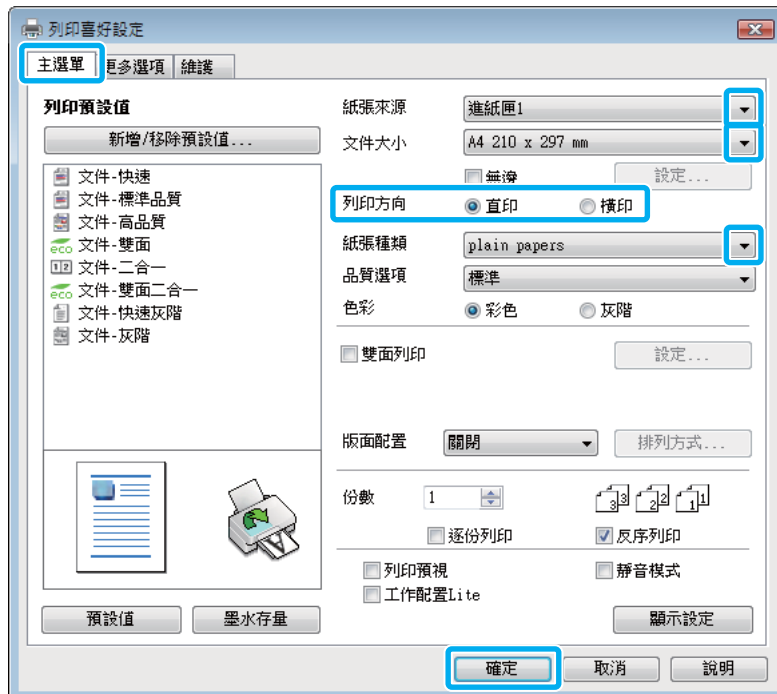 列印喜好設定
主選單 更多選項 維護
列印預設值
新增/移除預設值...
文件-快速
文件-標準品質
文件-高品質
eco 文件-雙面
12 文件-二合一
eco 文件-雙面二合一
文件-快速灰階
文件-灰階
預設值 墨水存量
紙張來源 進紙匣1
文件大小 A4 210 x 297 mm
無邊 設定...
列印方向 直印 橫印
紙張種類 plain papers
品質選項 標準
色彩 彩色 灰階
雙面列印 設定...
版面配置 關閉 排列方式...
份數 1 3 3 2 2 1 1
逐份列印 反序列印
列印預視 靜音模式
工作配置Lite
顯示設定
確定 取消 說明